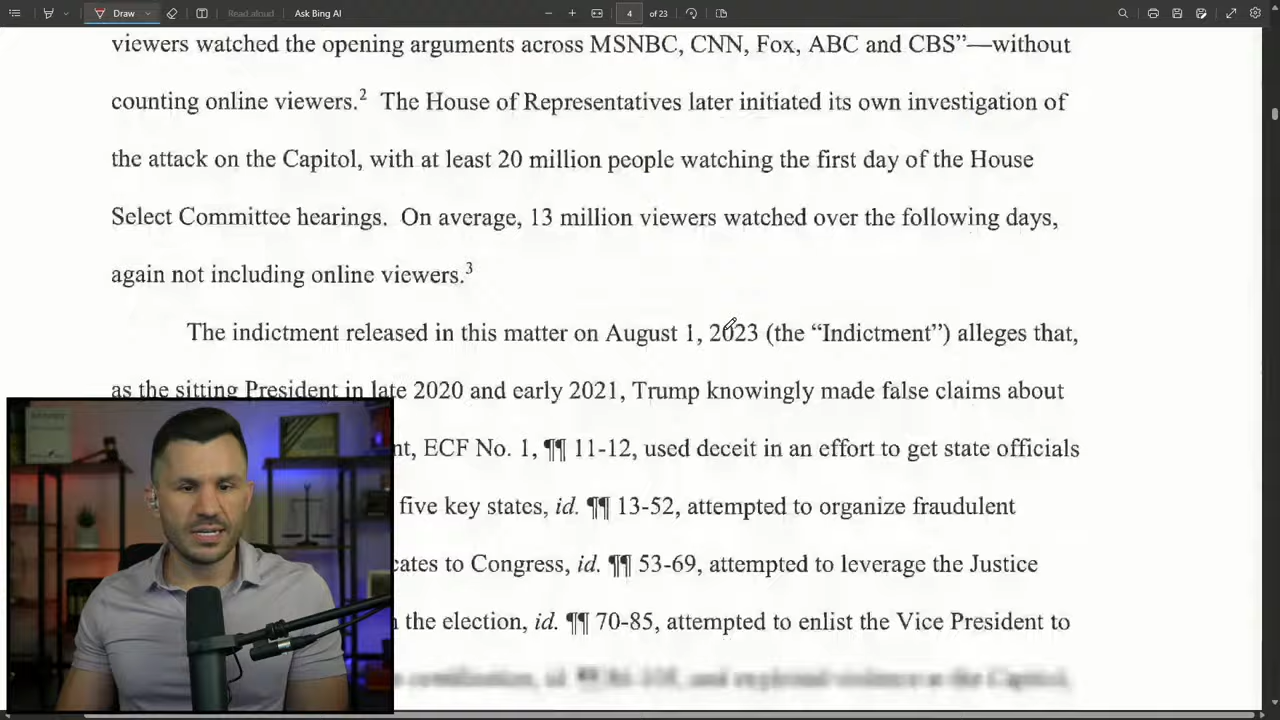 Draw
Read aloud
Ask Bing AI
4 of 23
viewers watched the opening arguments across MSNBC, CNN, Fox, ABC and CBS”—without
counting online viewers.2 The House of Representatives later initiated its own investigation of
the attack on the Capitol, with at least 20 million people watching the first day of the House
Select Committee hearings. On average, 13 million viewers watched over the following days,
again not including online viewers.3
The indictment released in this matter on August 1, 2023 (the “Indictment”) alleges that,
as the sitting President in late 2020 and early 2021, Trump knowingly made false claims about
nt, ECF No. 1, ¶¶ 11-12, used deceit in an effort to get state officials
five key states, id. ¶¶ 13-52, attempted to organize fraudulent
cates to Congress, id. ¶¶ 53-69, attempted to leverage the Justice
the election, id. ¶¶ 70-85, attempted to enlist the Vice President to